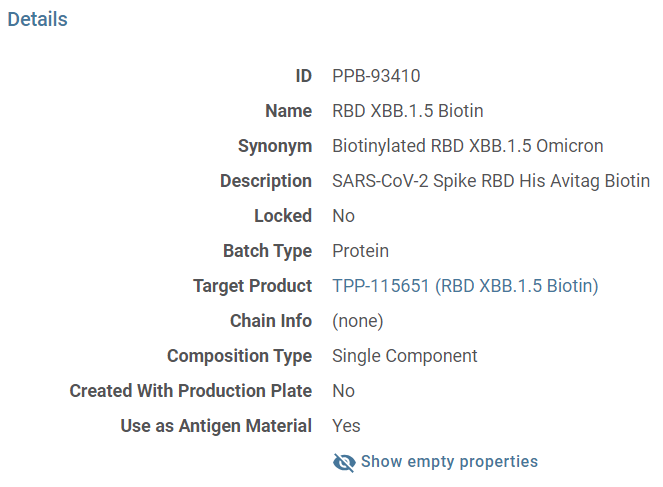 Details
ID PPB-93410
Name RBD XBB.1.5 Biotin
Synonym Biotinylated RBD XBB.1.5 Omicron
Description SARS-CoV-2 Spike RBD His Avitag Biotin
Locked No
Batch Type Protein
Target Product TPP-115651 (RBD XBB.1.5 Biotin)
Chain Info (none)
Composition Type Single Component
Created With Production Plate No
Use as Antigen Material Yes
Show empty properties